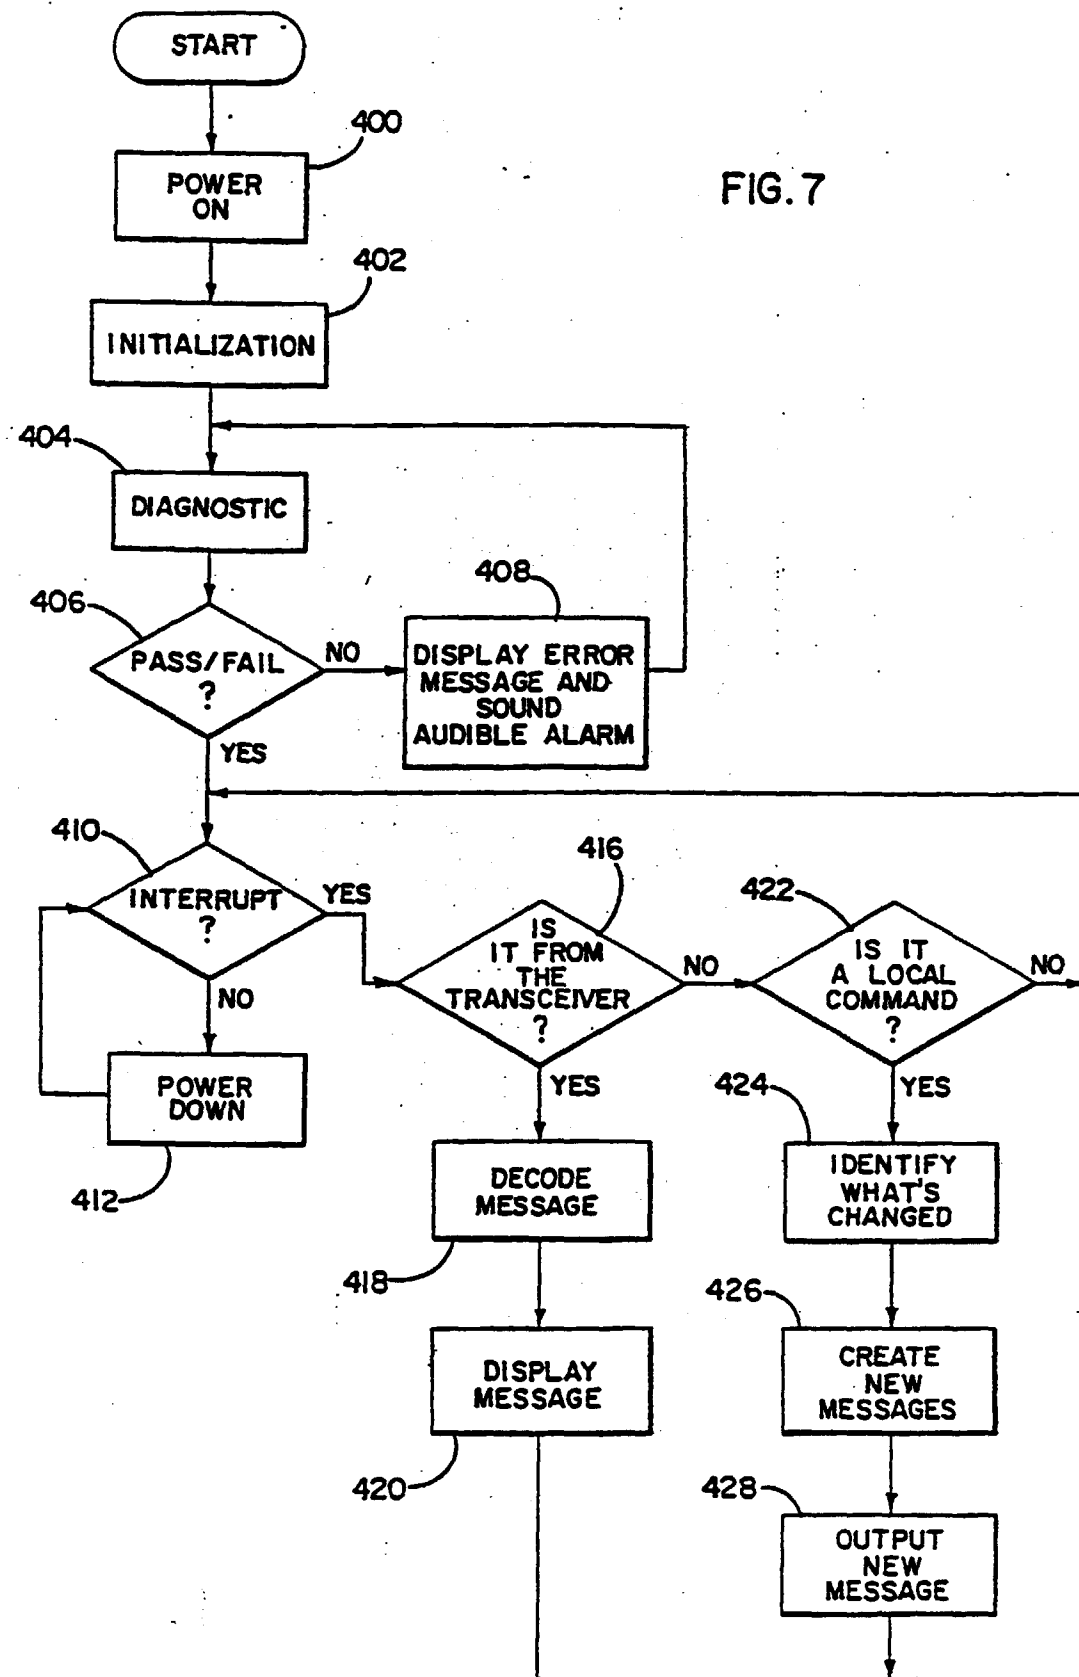 START
400
POWER
ON
FIG. 7
402
INITIALIZATION
404
DIAGNOSTIC
406
PASS/FAIL
?
NO
408
DISPLAY ERROR
MESSAGE AND
SOUND
AUDIBLE ALARM
YES
410
INTERRUPT
?
YES
NO
POWER
DOWN
412
416
IS
IT FROM
THE
TRANSCEIVER
?
NO
YES
DECODE
MESSAGE
418
DISPLAY
MESSAGE
420
422
IS IT
A LOCAL
COMMAND
?
NO
YES
424
IDENTIFY
WHAT'S
CHANGED
426
CREATE
NEW
MESSAGES
428
OUTPUT
NEW
MESSAGE